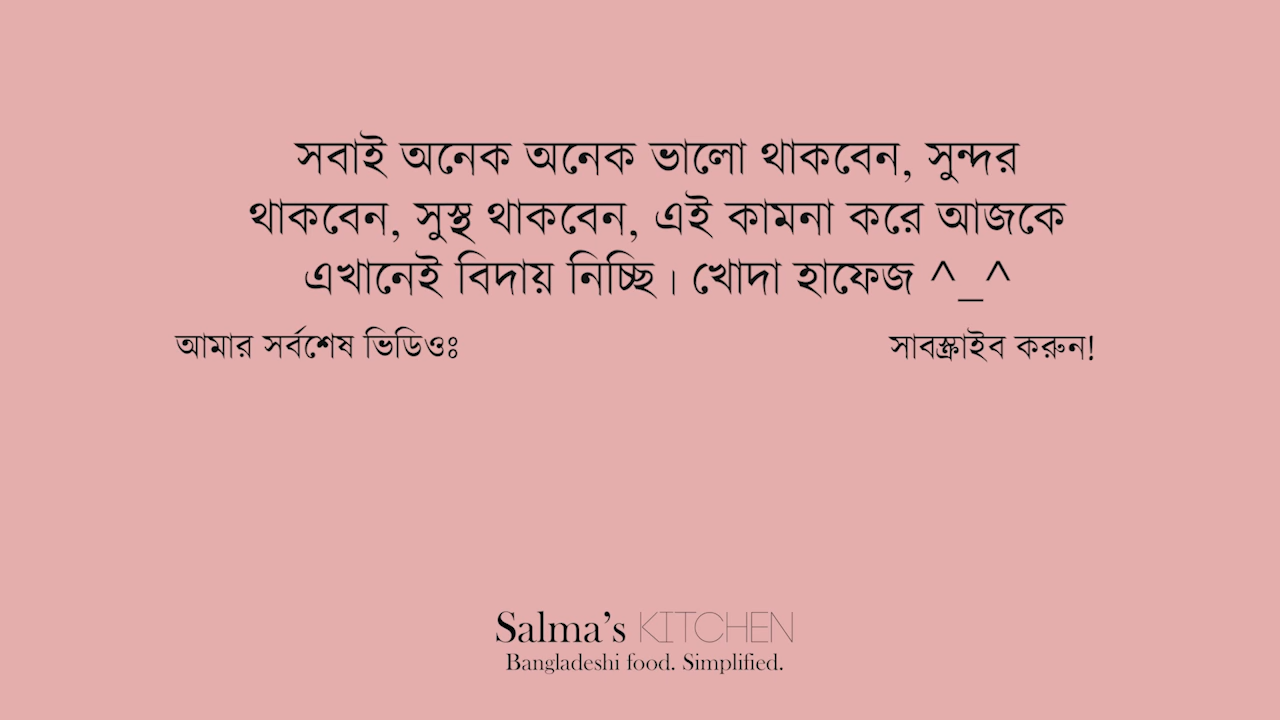 সবাই অনেক অনেক ভালো থাকবেন, সুন্দর
থাকবেন, সুস্থ থাকবেন, এই কামনা করে আজকে
এখানেই বিদায় নিচ্ছি। খোদা হাফেজ ^_^
আমার সর্বশেষ ভিডিওঃ
সাবস্ক্রাইব করুন!
Salma's KITCHEN
Bangladeshi food. Simplified.